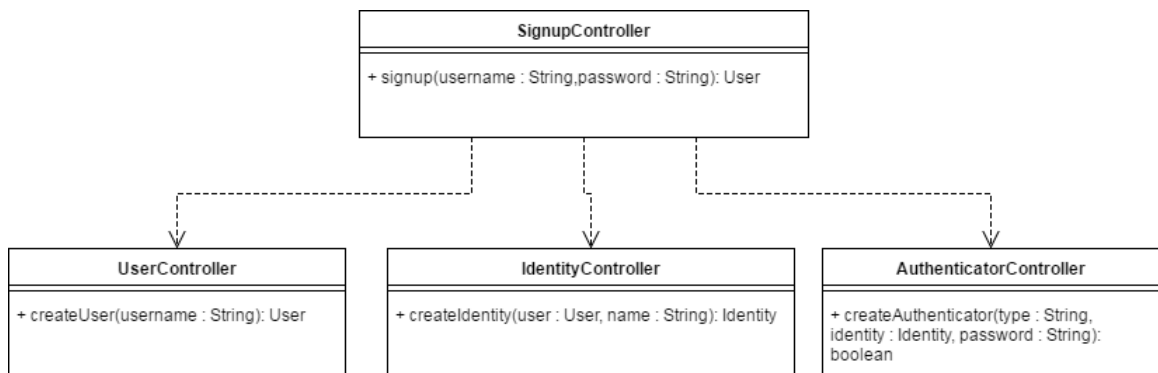 SignupController
+ signup(username : String,password : String): User
UserController
+ createUser(username : String): User
IdentityController
+ createIdentity(user : User, name : String): Identity
AuthenticatorController
+ createAuthenticator(type : String,
identity : Identity, password : String):
boolean